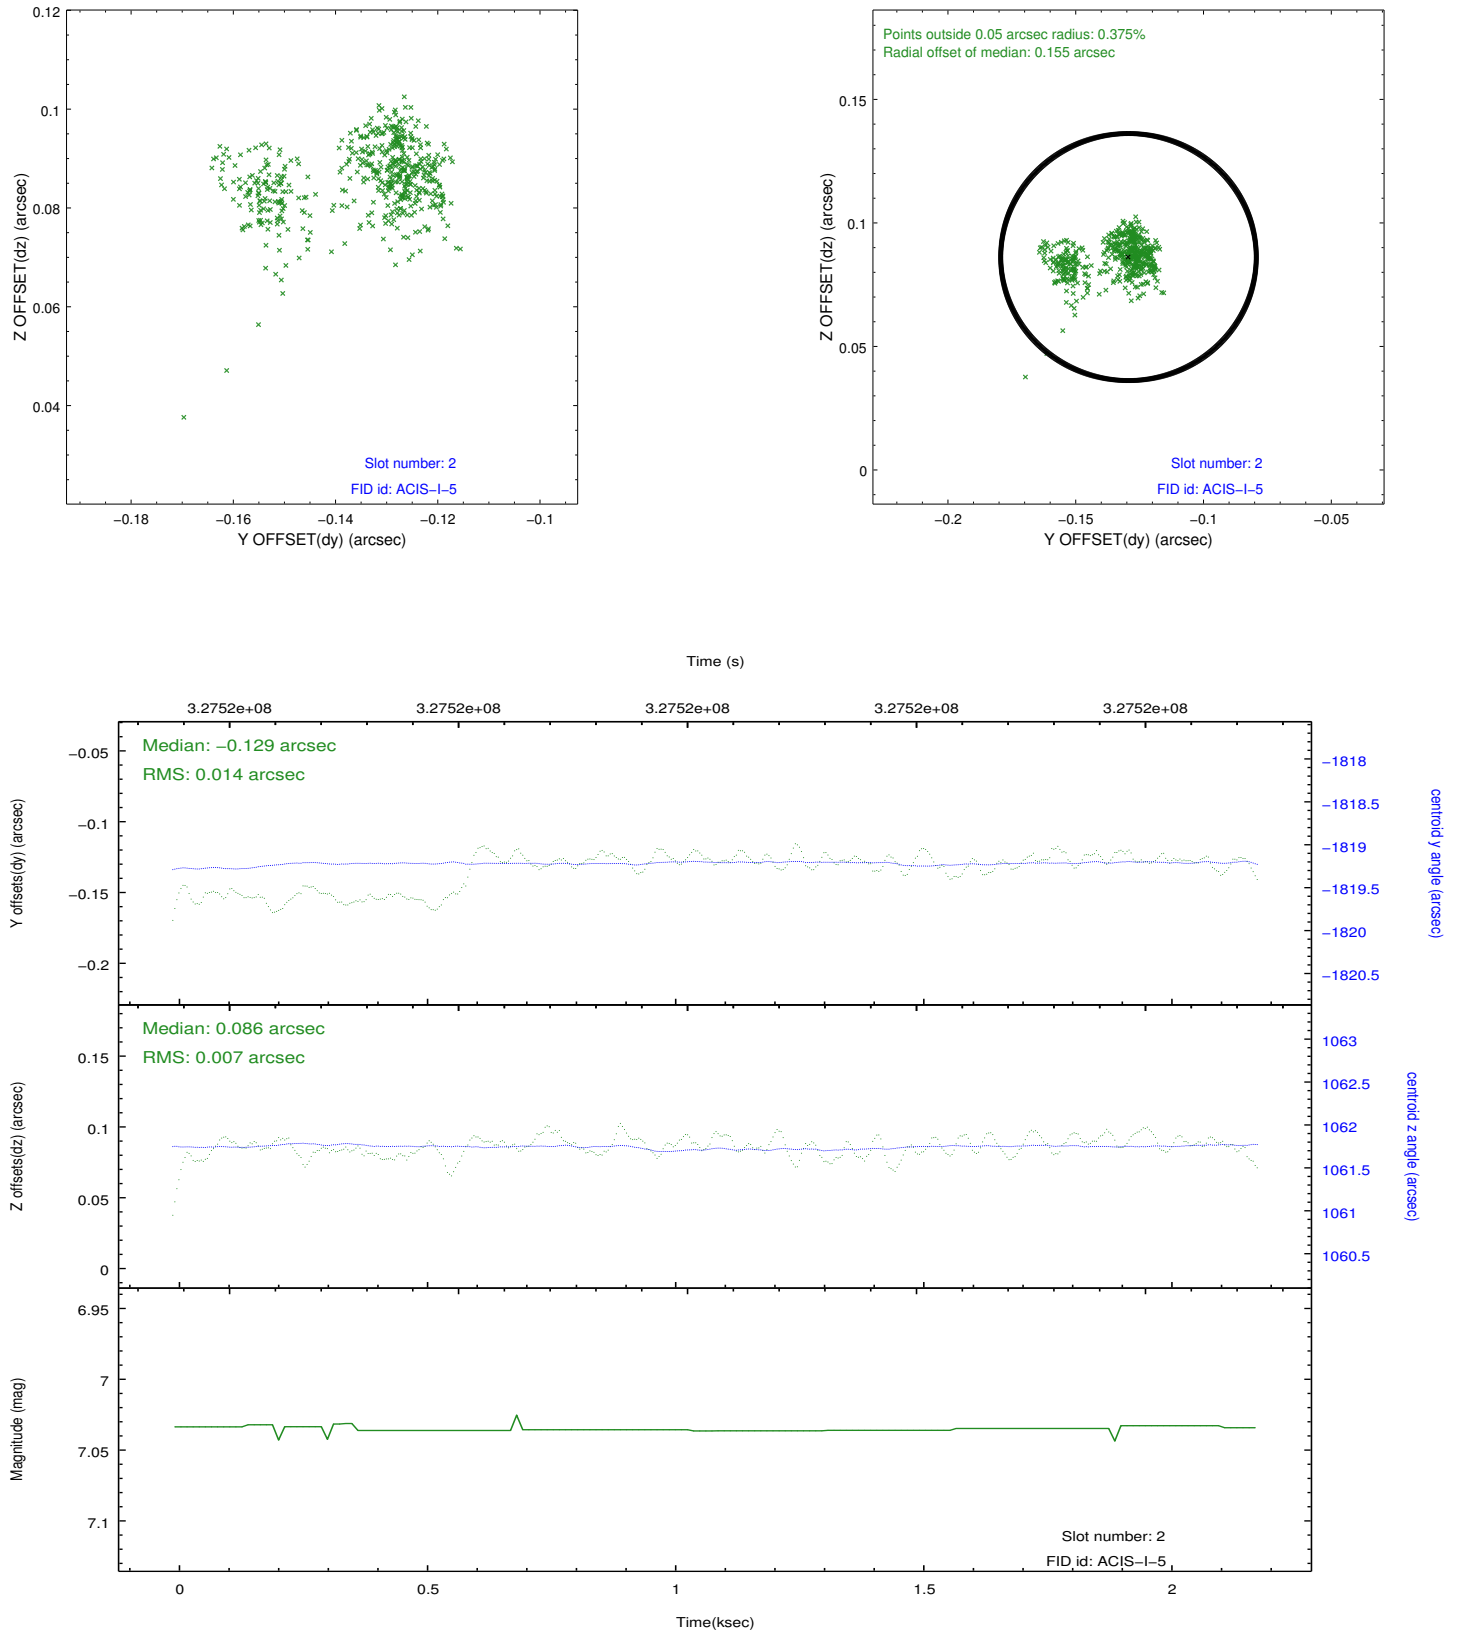 0.12
0.1
0.08
0.06
0.04
Z OFFSET(dz) (arcsec)
Slot number: 2
FID id: ACIS−I−5
−0.18 −0.16 −0.14 −0.12 −0.1
Y OFFSET(dy) (arcsec)
Points outside 0.05 arcsec radius: 0.375%
Radial offset of median: 0.155 arcsec
0.15
0.1
0.05
0
Z OFFSET(dz) (arcsec)
Slot number: 2
FID id: ACIS−I−5
−0.2 −0.15 −0.1 −0.05
Y OFFSET(dy) (arcsec)
Time (s)
3.2752e+08 3.2752e+08 3.2752e+08 3.2752e+08 3.2752e+08
Median: −0.129 arcsec
RMS: 0.014 arcsec
−0.05
−0.1
−0.15
−0.2
Y offsets(dy) (arcsec)
−1818
−1818.5
−1819
−1819.5
−1820
−1820.5
centroid y angle (arcsec)
Median: 0.086 arcsec
RMS: 0.007 arcsec
0.15
0.1
0.05
0
Z offsets(dz) (arcsec)
1063
1062.5
1062
1061.5
1061
1060.5
centroid z angle (arcsec)
6.95
7
7.05
7.1
Magnitude (mag)
Slot number: 2
FID id: ACIS−I−5
0 0.5 1 1.5 2
Time(ksec)